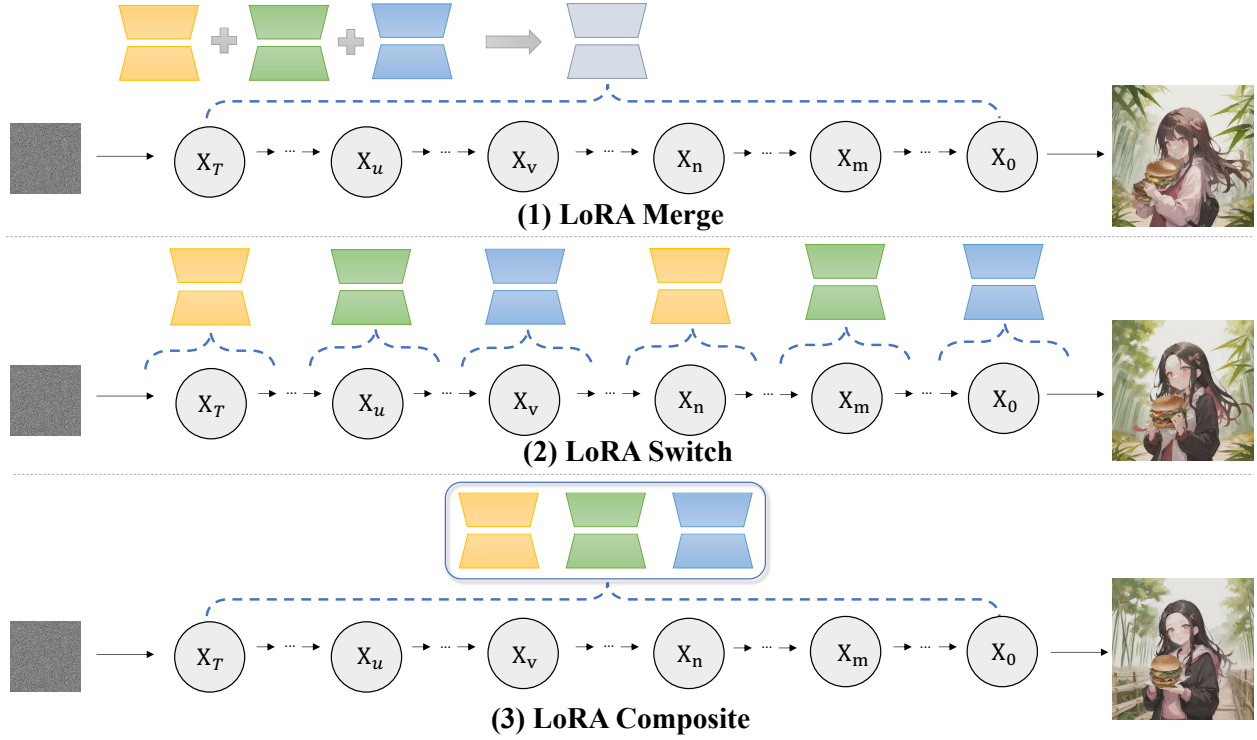 X_T ... X_u ... X_v ... X_n ... X_m ... X_0
(1) LoRA Merge
X_T ... X_u ... X_v ... X_n ... X_m ... X_0
(2) LoRA Switch
X_T ... X_u ... X_v ... X_n ... X_m ... X_0
(3) LoRA Composite